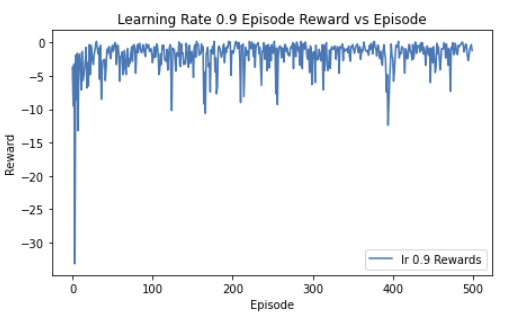 Learning Rate 0.9 Episode Reward vs Episode
0
−5
−10
−15
−20
−25
−30
Reward
lr 0.9 Rewards
0 100 200 300 400 500
Episode